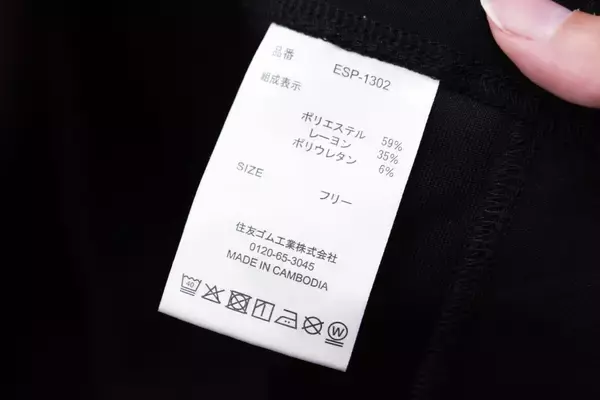 品番 ESP-1302
組成表示
ポリエステル 59%
レーヨン 35%
ポリウレタン 6%
SIZE フリー
住友ゴム工業株式会社
0120-65-3045
MADE IN CAMBODIA
40 W